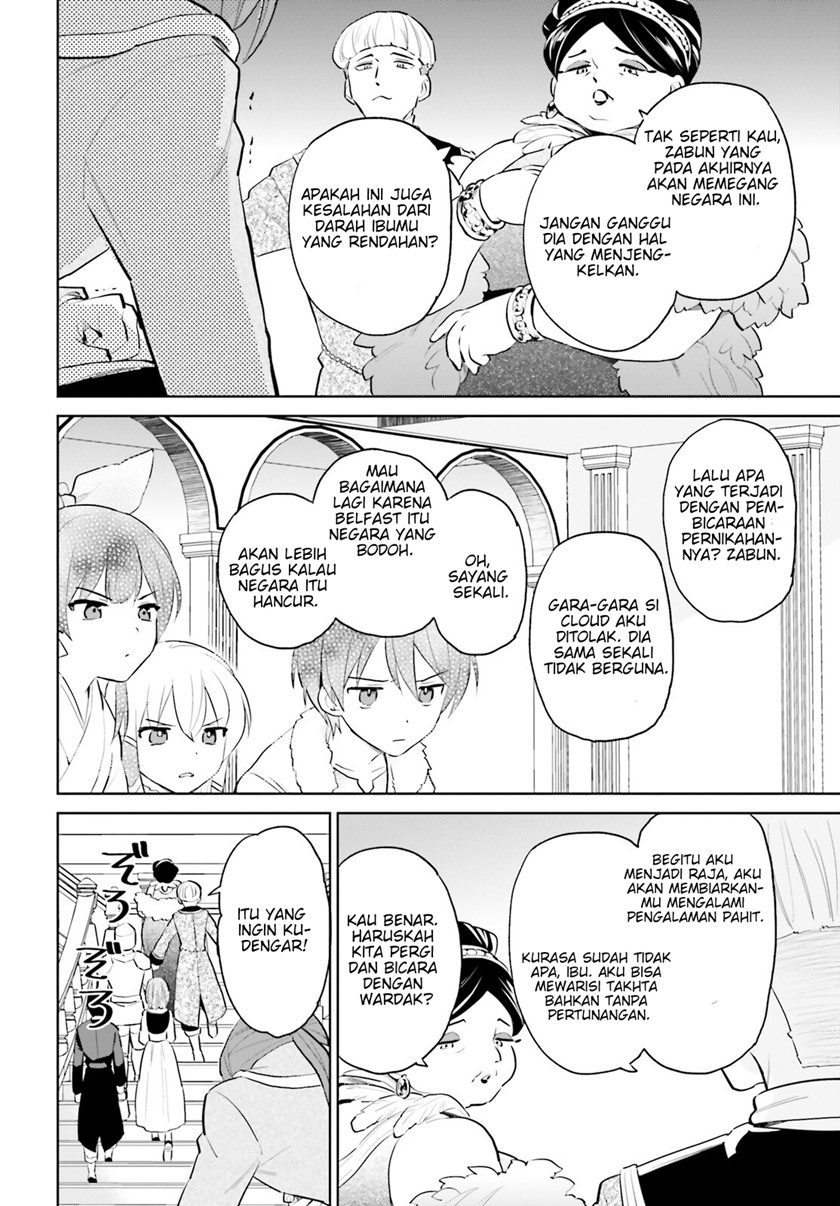 TAK SEPERTI KAU,
ZABUN YANG
PADA AKHIRNYA
AKAN MEMEGANG
NEGARA INI.
JANGAN GANGGU
DIA DENGAN HAL
YANG MENJENG-
KELKAN.
APAKAH INI JUGA
KESALAHAN DARI
DARAH IBUMU
YANG RENDAHAN?
LALU APA
YANG TERJADI
DENGAN PEM-
BICARAAN
PERNIKAHAN-
NYA? ZABUN.
GARA-GARA SI
CLOUD AKU
DITOLAK. DIA
SAMA SEKALI
TIDAK BERGUNA.
OH,
SAYANG
SEKALI.
MAU
BAGAIMANA
LAGI KARENA
BELFAST ITU
NEGARA YANG
BODOH.
AKAN LEBIH
BAGUS KALAU
NEGARA ITU
HANCUR.
BEGITU AKU
MENJADI RAJA, AKU
AKAN MEMBIARKAN-
MU MENGALAMI
PENGALAMAN PAHIT.
KURASA SUDAH TIDAK
APA, IBU. AKU BISA
MEWARISI TAKHTA
BAHKAN TANPA
PERTUNANGAN.
KAU BENAR.
HARUSKAH
KITA PERGI
DAN BICARA
DENGAN
WARDAK?
ITU YANG
INGIN KU-
DENGAR!
ぞろ
ぞろ